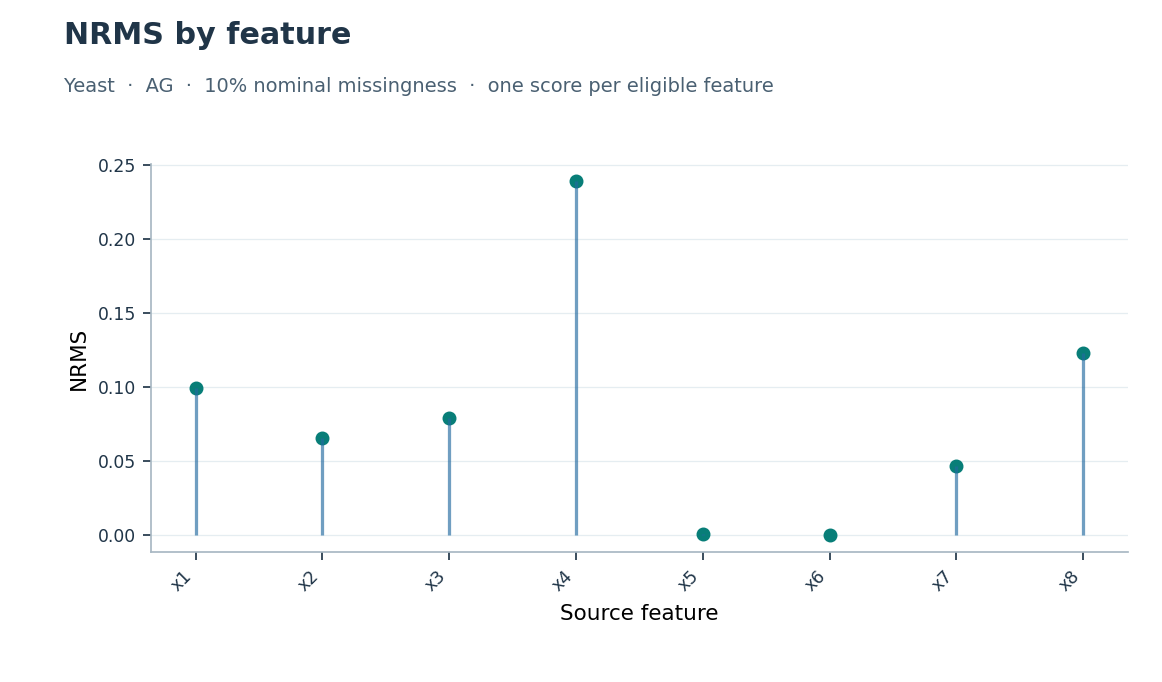 NRMS by feature
Yeast · AG · 10% nominal missingness · one score per eligible feature
0.25
0.20
0.15
0.10
0.05
0.00
NRMS
x1 x2 x3 x4 x5 x6 x7 x8
Source feature